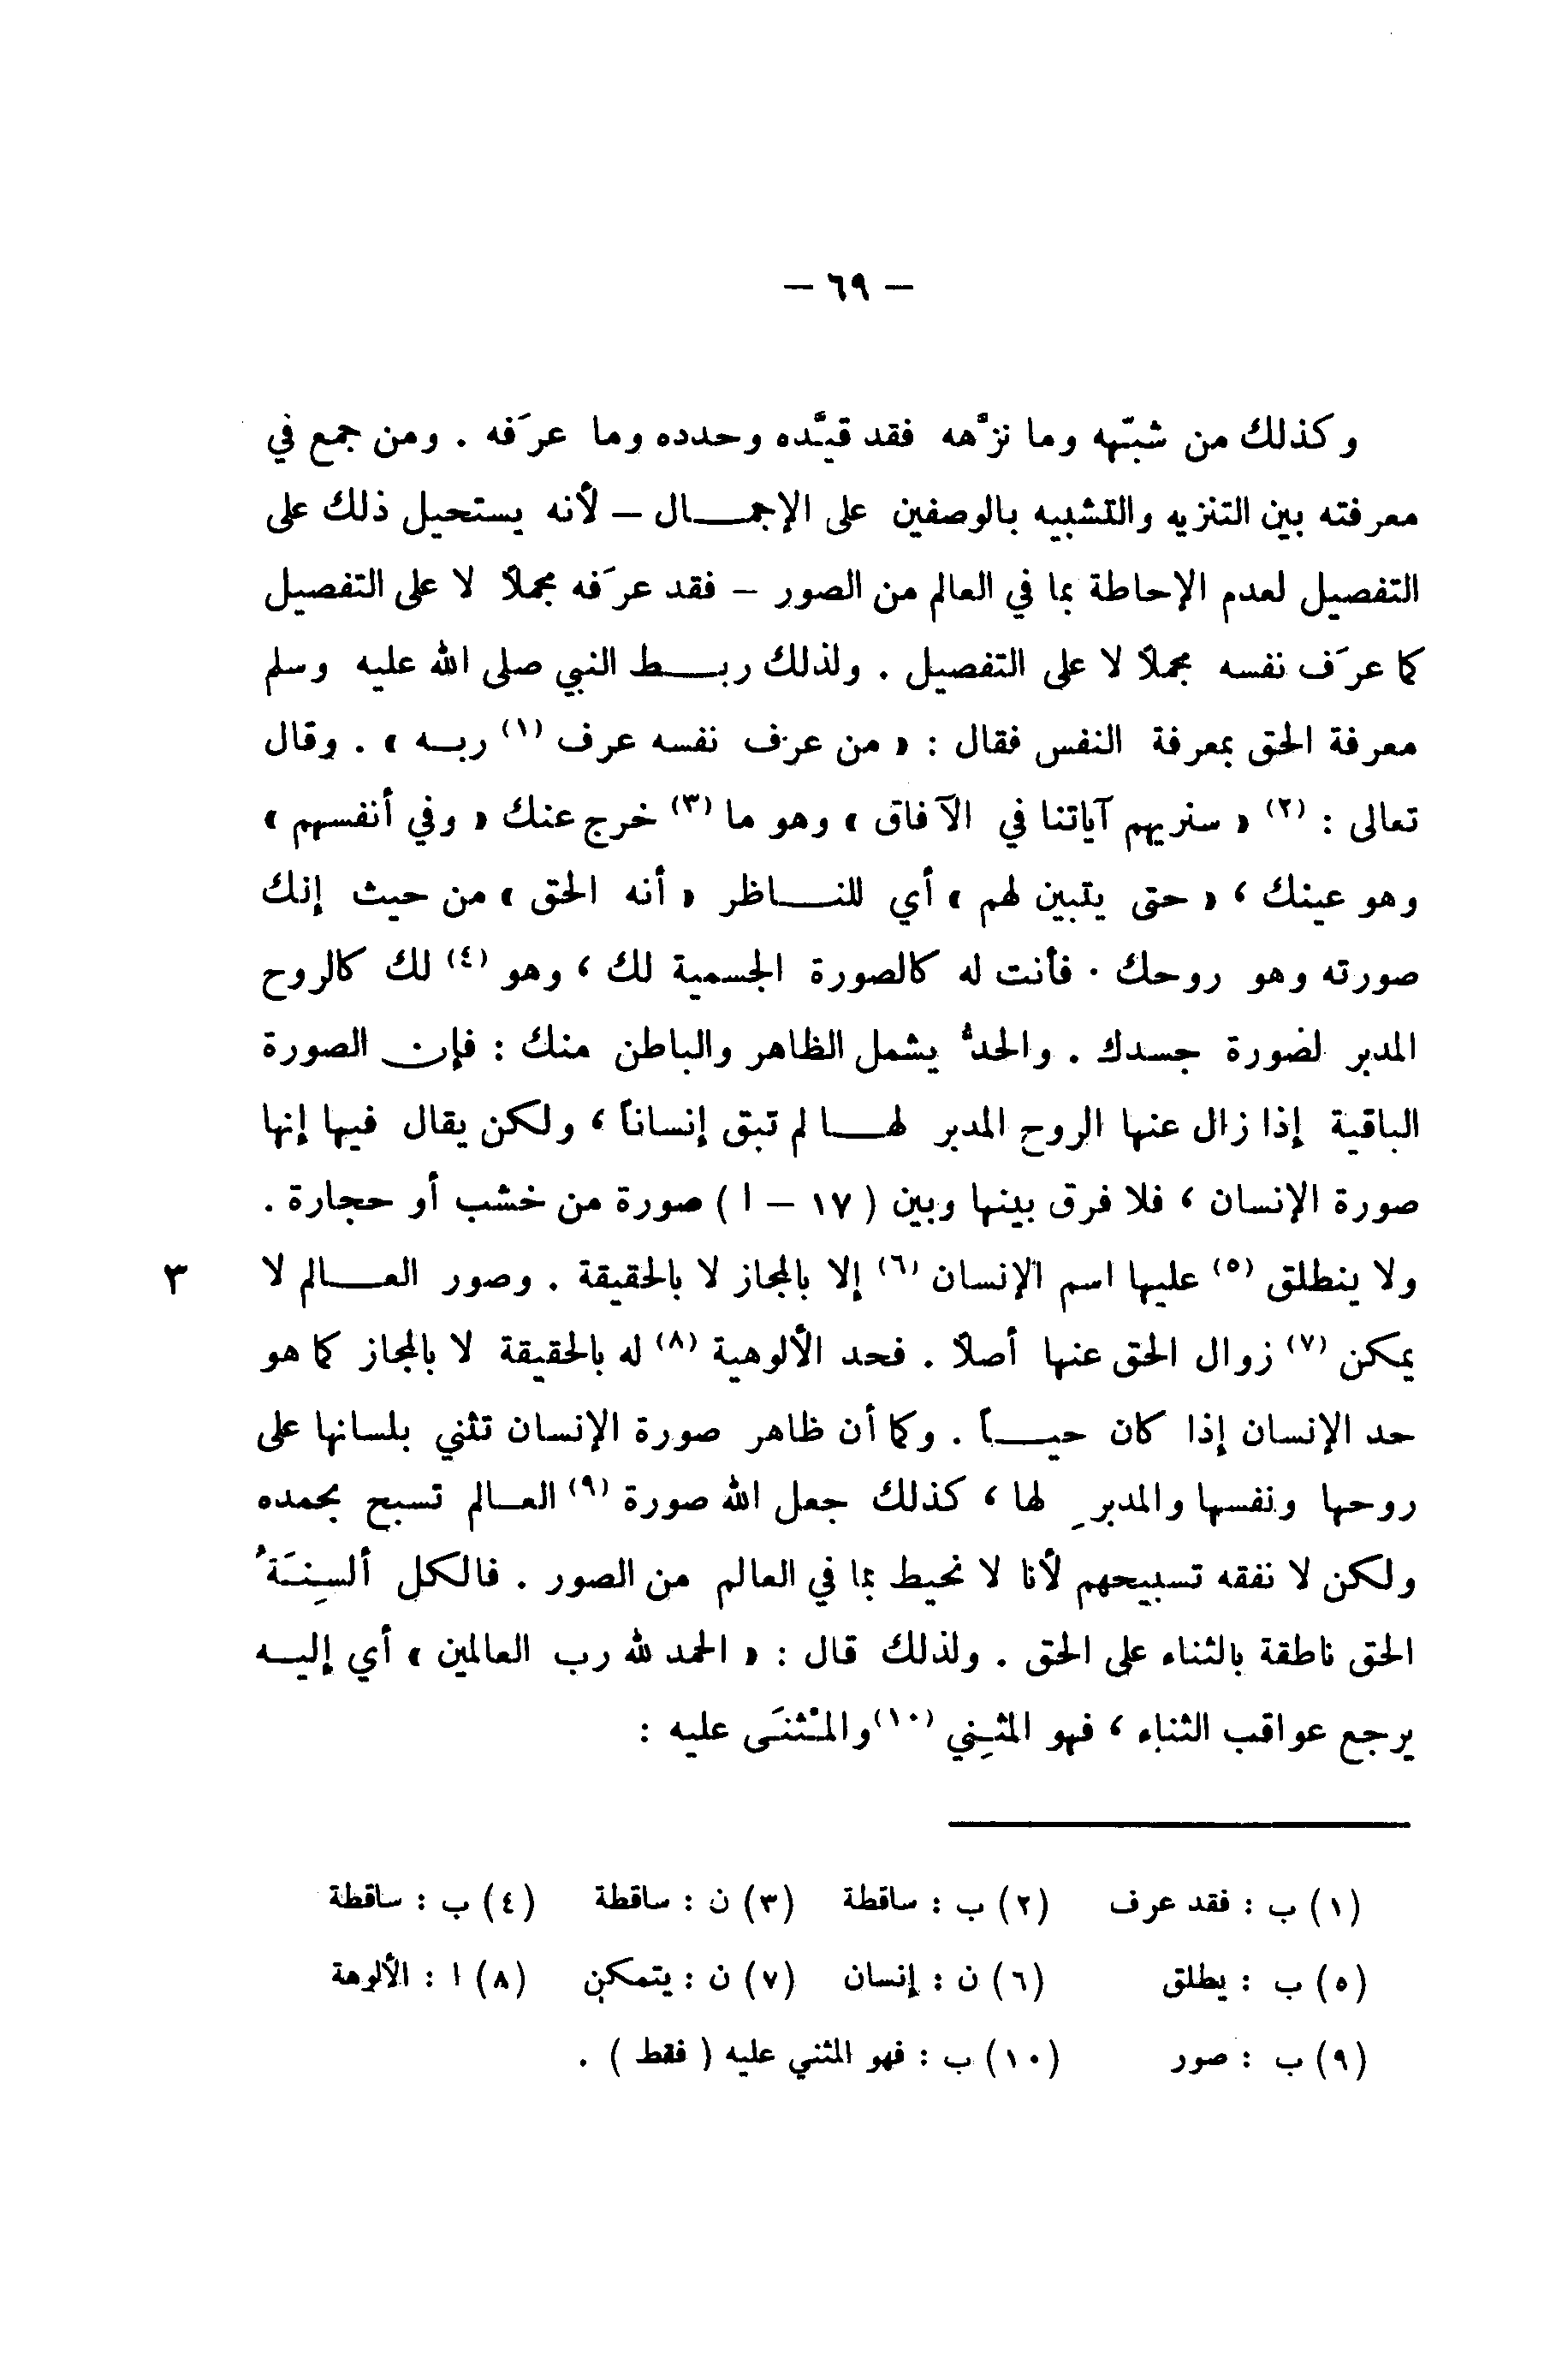 — ٦٩ —
وكذلك من شبَّهه وما نزَّهه فقد قيَّده وحدده وما عرَفه . ومن جمع في
معرفته بين التنزيه والتشبيه بالوصفين على الإجمال – لأنه يستحيل ذلك على
التفصيل لعدم الإحاطة بما في العالم من الصور – فقد عرَفه مجملاً لا على التفصيل
كما عرَف نفسه مجملاً لا على التفصيل . ولذلك ربط النبي صلى الله عليه وسلم
معرفة الحق بمعرفة النفس فقال : « من عرف نفسه عرف (١) ربه » . وقال
تعالى : (٢) « سنريهم آياتنا في الآفاق » وهو ما (٣) خرج عنك « وفي أنفسهم »
وهو عينك ، « حتى يتبين لهم » أي للناظر « أنه الحق » من حيث إنك
صورته وهو روحك . فأنت له كالصورة الجسمية لك ، وهو (٤) لك كالروح
المدبر لصورة جسدك . والحدُّ يشمل الظاهر والباطن منك : فإن الصورة
الباقية إذا زال عنها الروح المدبر لها لم تبق إنساناً ، ولكن يقال فيها إنها
صورة الإنسان ، فلا فرق بينها وبين ( ١٧ – ا ) صورة من خشب أو حجارة .
ولا ينطلق (٥) عليها اسم الإنسان (٦) إلا بالمجاز لا بالحقيقة . وصور العالم لا ٣
يمكن (٧) زوال الحق عنها أصلاً . فحد الألوهية (٨) له بالحقيقة لا بالمجاز كما هو
حد الإنسان إذا كان حياً . وكما أن ظاهر صورة الإنسان تثني بلسانها على
روحها ونفسها والمدبرِ لها ، كذلك جعل الله صورة (٩) العالم تسبح بحمده
ولكن لا نفقه تسبيحهم لأنا لا نحيط بما في العالم من الصور . فالكل ألسِنَةُ
الحق ناطقة بالثناء على الحق . ولذلك قال : « الحمد لله رب العالمين » أي إليه
يرجع عواقب الثناء ، فهو المثنِي (١٠) والمُثْنَى عليه :
(١) ب : فقد عرف (٢) ب : ساقطة (٣) ن : ساقطة (٤) ب : ساقطة
(٥) ب : يطلق (٦) ن : إنسان (٧) ن : يتمكن (٨) ا : الألوهة
(٩) ب : صور (١٠) ب : فهو المثني عليه ( فقط ) .